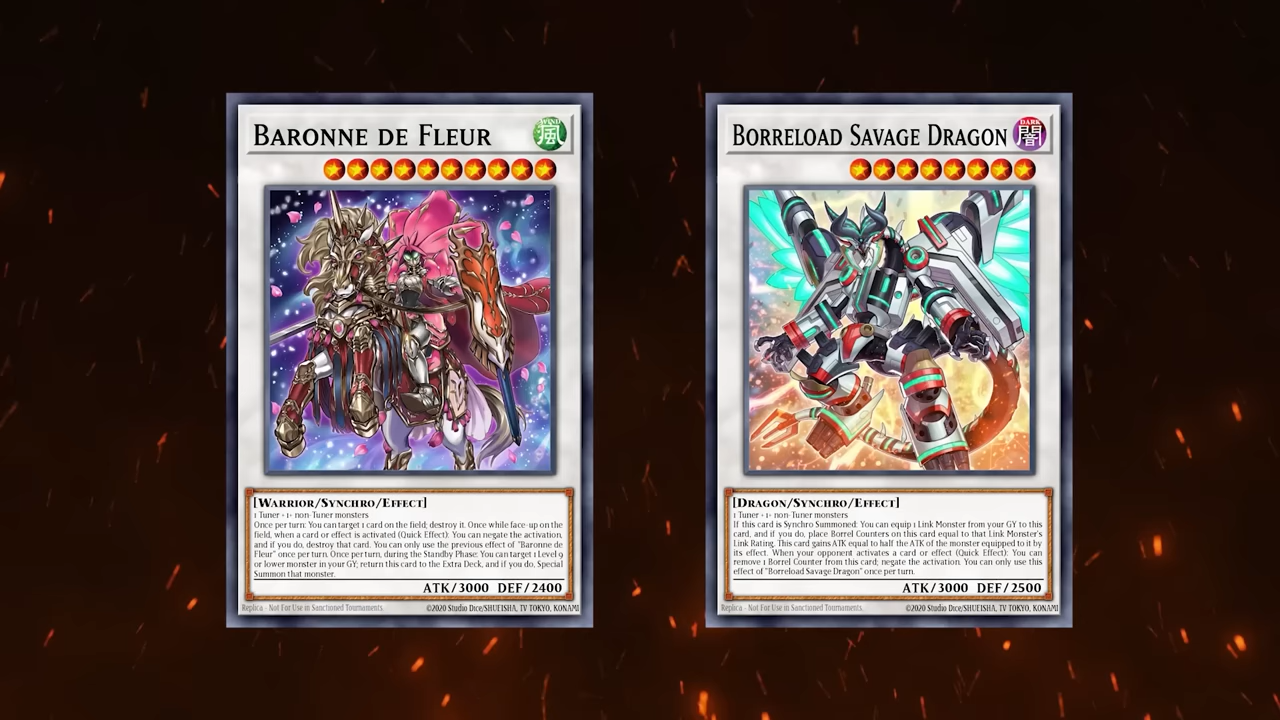 BARONNE DE FLEUR
WIND
風
[WARRIOR/SYNCHRO/EFFECT]
1 Tuner + 1+ non-Tuner monsters
Once per turn: You can target 1 card on the field; destroy it. Once while face-up on the
field, when a card or effect is activated (Quick Effect): You can negate the activation,
and if you do, destroy that card. You can only use the previous effect of "Baronne de
Fleur" once per turn. Once per turn, during the Standby Phase: You can target 1 Level 9
or lower monster in your GY; return this card to the Extra Deck, and if you do, Special
Summon that monster.
ATK/3000 DEF/2400
Replica - Not For Use in Sanctioned Tournaments.
©2020 Studio Dice/SHUEISHA, TV TOKYO, KONAMI
BORRELOAD SAVAGE DRAGON
DARK
闇
[DRAGON/SYNCHRO/EFFECT]
1 Tuner + 1+ non-Tuner monsters
If this card is Synchro Summoned: You can equip 1 Link Monster from your GY to this
card, and if you do, place Borrel Counters on this card equal to that Link Monster's
Link Rating. This card gains ATK equal to half the ATK of the monster equipped to it by
its effect. When your opponent activates a card or effect (Quick Effect): You can
remove 1 Borrel Counter from this card; negate the activation. You can only use this
effect of "Borreload Savage Dragon" once per turn.
ATK/3000 DEF/2500
Replica - Not For Use in Sanctioned Tournaments.
©2020 Studio Dice/SHUEISHA, TV TOKYO, KONAMI